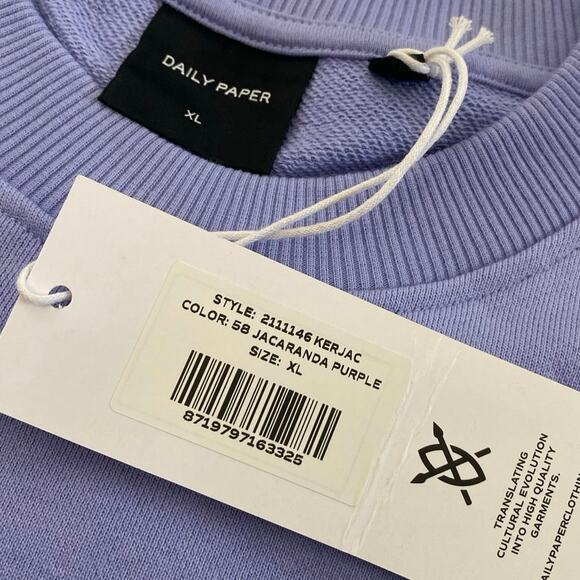 DAILY PAPER
XL
STYLE: 2111146 KERJAC
COLOR: 58 JACARANDA PURPLE
SIZE: XL
8719797163325
TRANSLATING
CULTURAL EVOLUTION
INTO HIGH QUALITY
GARMENTS.